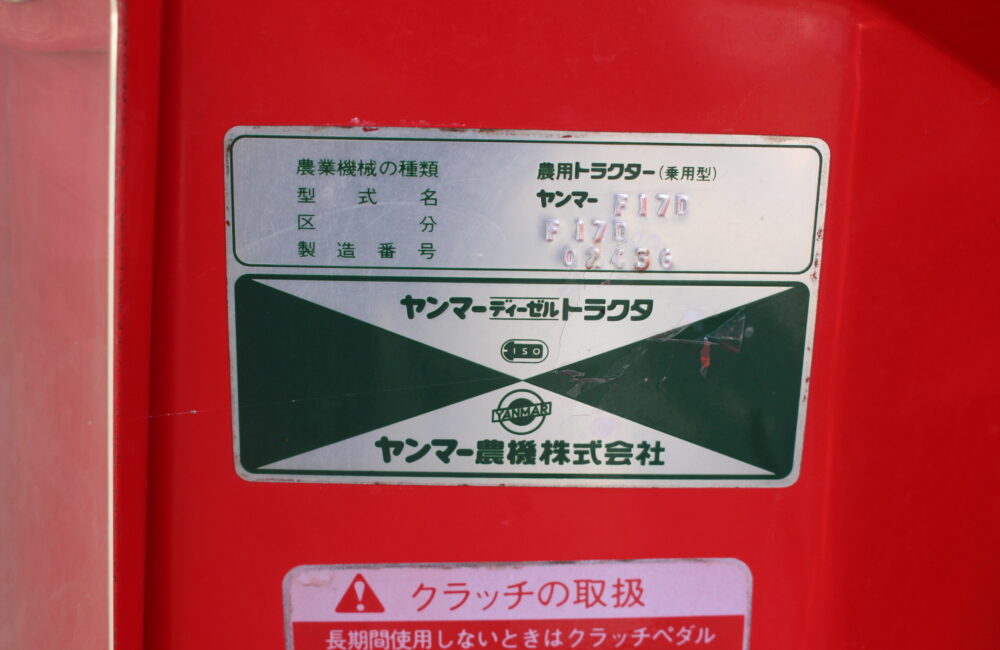 農業機械の種類 農用トラクター(乗用型)
型式名 ヤンマー F17D
区分 F17D
製造番号
ヤンマーディーゼルトラクタ
ISO
YANMAR
ヤンマー農機株式会社
クラッチの取扱
長期間使用しないときはクラッチペダル